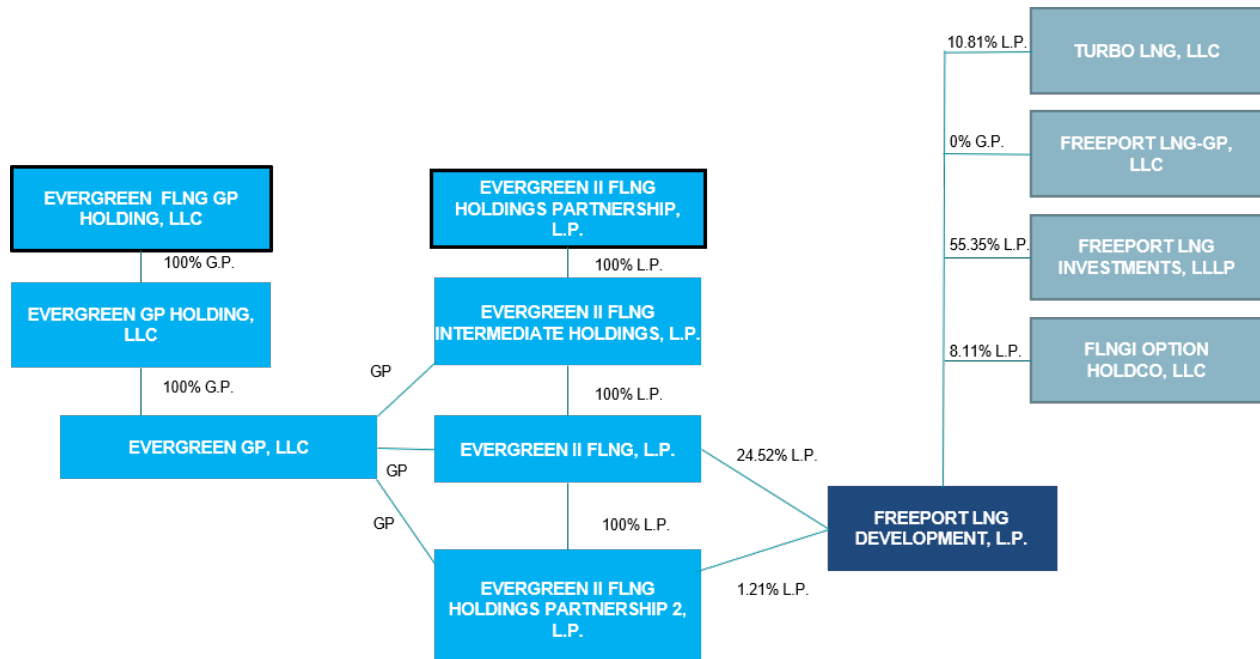 10.81% L.P.
TURBO LNG, LLC
0% G.P.
FREEPORT LNG-GP,
LLC
EVERGREEN FLNG GP
HOLDING, LLC
EVERGREEN II FLNG
HOLDINGS PARTNERSHIP,
L.P.
55.35% L.P.
FREEPORT LNG
INVESTMENTS, LLLP
100% G.P.
100% L.P.
EVERGREEN GP HOLDING,
LLC
EVERGREEN II FLNG
INTERMEDIATE HOLDINGS, L.P.
8.11% L.P.
FLNGI OPTION
HOLDCO, LLC
GP
100% G.P.
100% L.P.
EVERGREEN GP, LLC
GP
EVERGREEN II FLNG, L.P.
24.52% L.P.
GP
100% L.P.
FREEPORT LNG
DEVELOPMENT, L.P.
EVERGREEN II FLNG
HOLDINGS PARTNERSHIP 2,
L.P.
1.21% L.P.